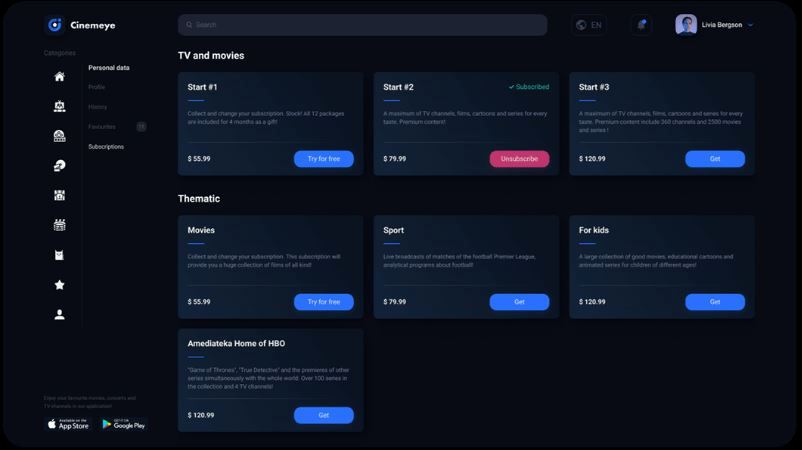 Cinemeye
Search
EN
Livia Bergson
Categories
Personal data
Profile
History
Favourites
Subscriptions
TV and movies
Start #1
Collect and change your subscription. Stock! All 12 packages
are included for 4 months as a gift!
$ 55.99
Try for free
Start #2
Subscribed
A maximum of TV channels, films, cartoons and series for every
taste. Premium content!
$ 79.99
Unsubscribe
Start #3
A maximum of TV channels, films, cartoons and series for every
taste. Premium content include 360 channels and 2500 movies
and series !
$ 120.99
Get
Thematic
Movies
Collect and change your subscription. This subscription will
provide you a huge collection of films of all kind!
$ 55.99
Try for free
Sport
Live broadcasts of matches of the football Premier League,
analytical programs about football!
$ 79.99
Get
For kids
A large collection of good movies, educational cartoons and
animated series for children of different ages!
$ 120.99
Get
Amediateka Home of HBO
"Game of Thrones", "True Detective" and the premieres of other
series simultaneously with the whole world. Over 100 series in
the collection and 4 TV channels!
$ 120.99
Get
Enjoy your favourite movies, concerts and
TV channels in our application!
Available on the
App Store
GET IT ON
Google Play